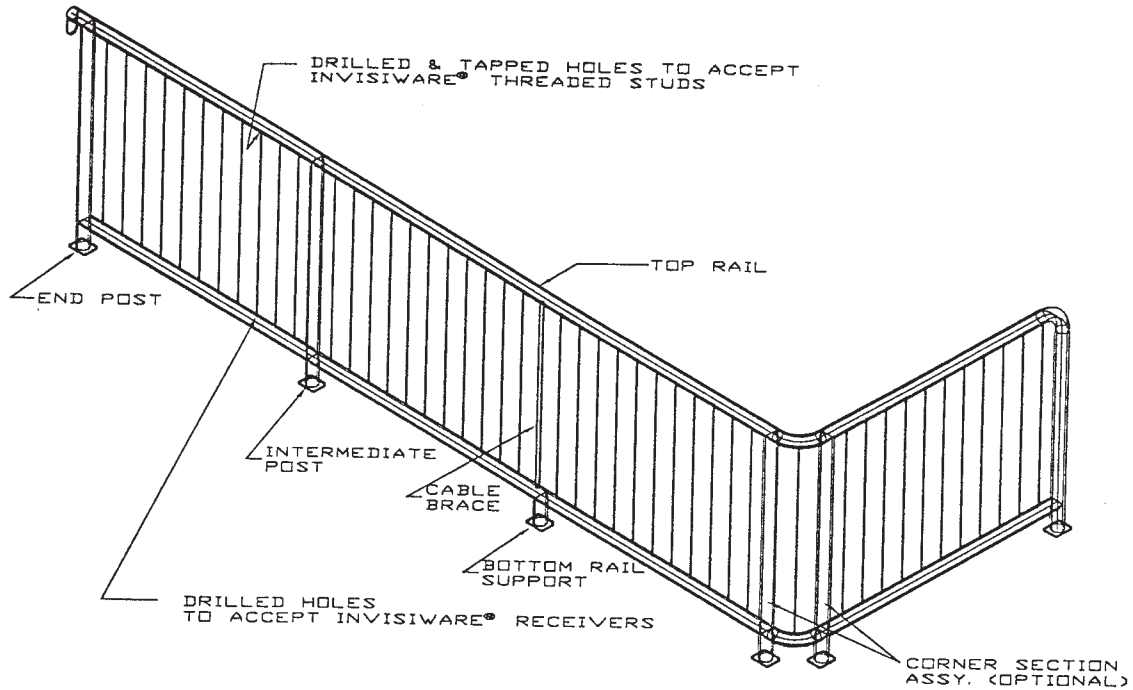 DRILLED & TAPPED HOLES TO ACCEPT
INVISIWARE® THREADED STUDS
TOP RAIL
END POST
INTERMEDIATE
POST
CABLE
BRACE
BOTTOM RAIL
SUPPORT
DRILLED HOLES
TO ACCEPT INVISIWARE® RECEIVERS
CORNER SECTION
ASSY. (OPTIONAL)